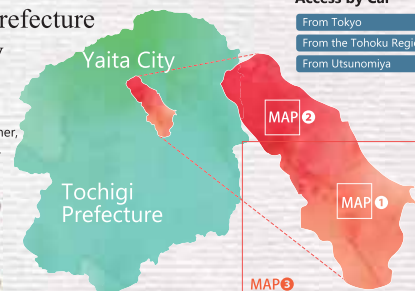 refecture
Access by Car
From Tokyo
From the Tohoku Regi
From Utsunomiya
Yaita City
MAP 2
Tochigi
Prefecture
MAP 1
MAP 3